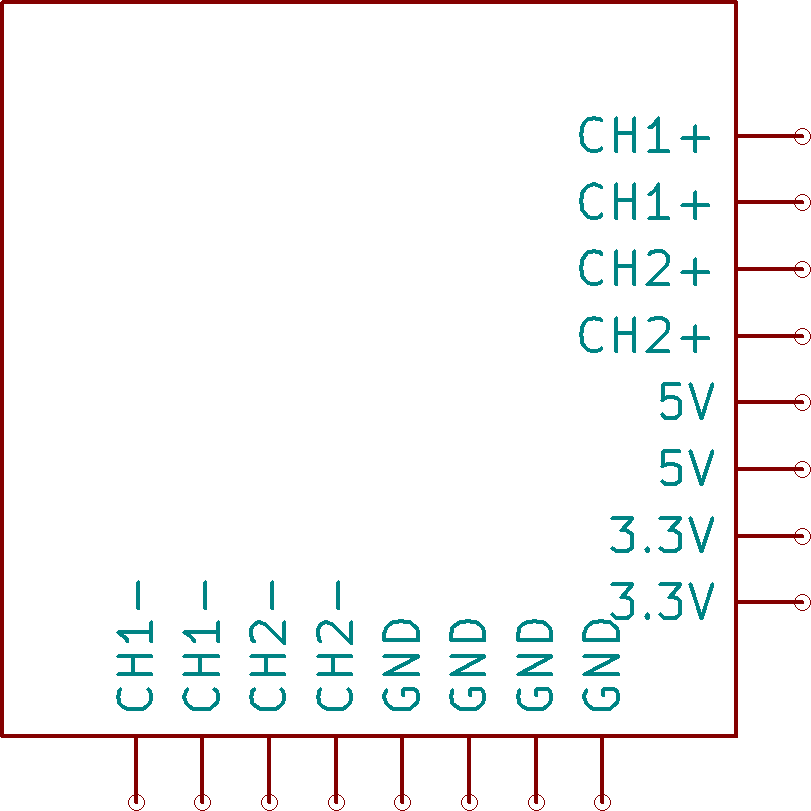 CH1+
CH1+
CH2+
CH2+
5V
5V
3.3V
3.3V
CH1-
CH1-
CH2-
CH2-
GND
GND
GND
GND